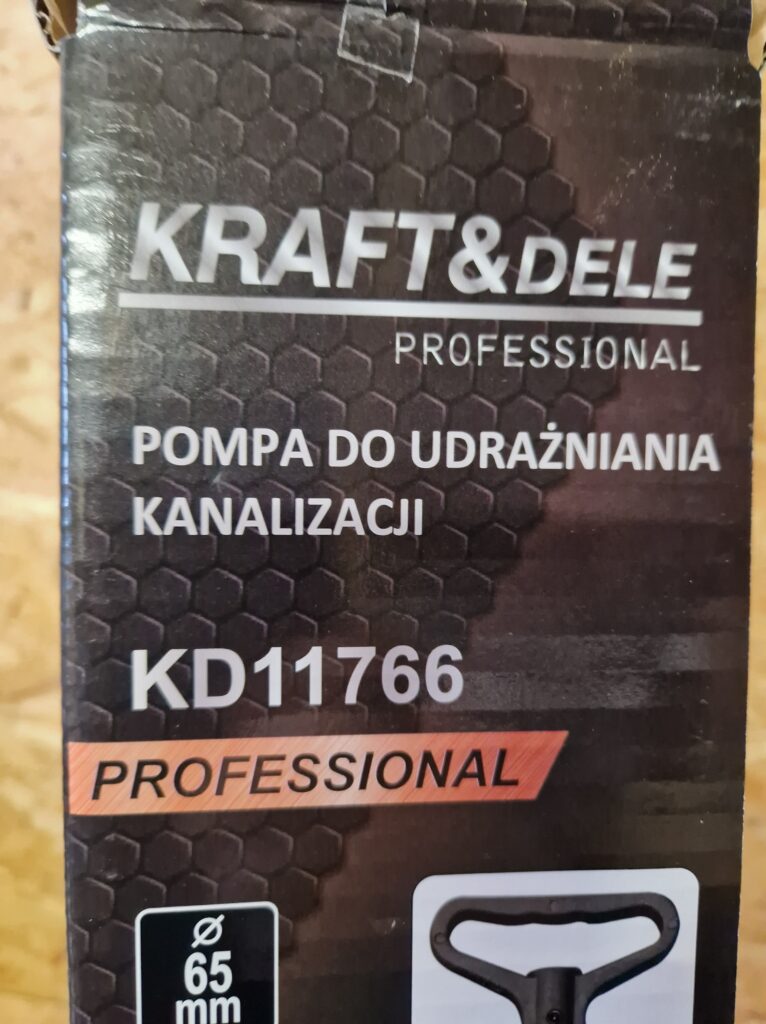 KRAFT&DELE
PROFESSIONAL
POMPA DO UDRAŻNIANIA
KANALIZACJI
KD11766
PROFESSIONAL
Ø
65
mm